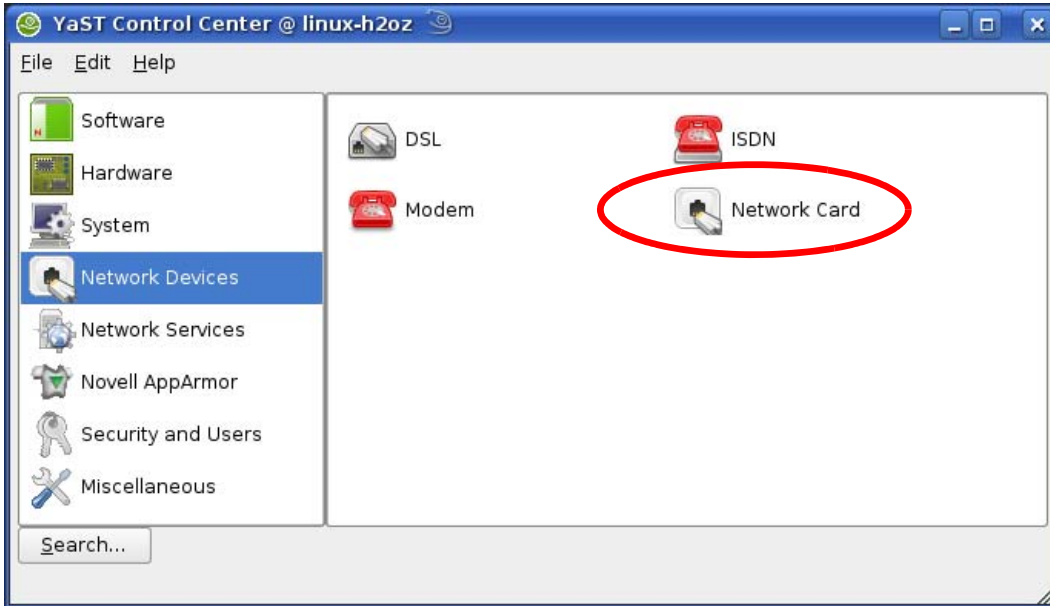 YaST Control Center @ linux-h2oz
File Edit Help
Software
Hardware
System
Network Devices
Network Services
Novell AppArmor
Security and Users
Miscellaneous
DSL
ISDN
Modem
Network Card
Search...